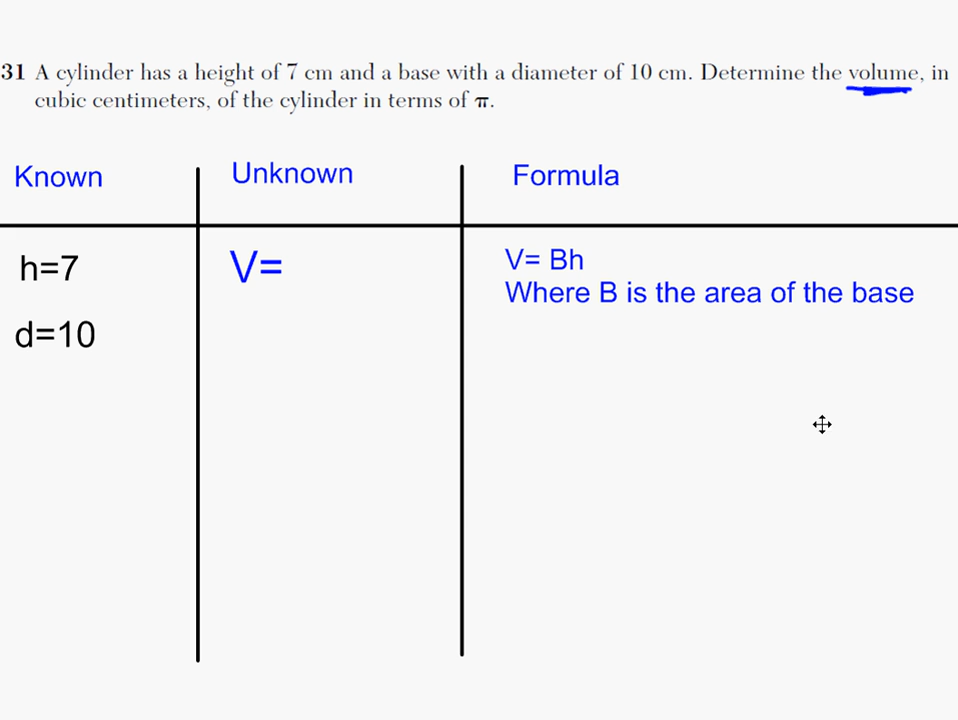 31 A cylinder has a height of 7 cm and a base with a diameter of 10 cm. Determine the volume, in
cubic centimeters, of the cylinder in terms of π.
Known
Unknown
Formula
h=7
V=
V= Bh
Where B is the area of the base
d=10